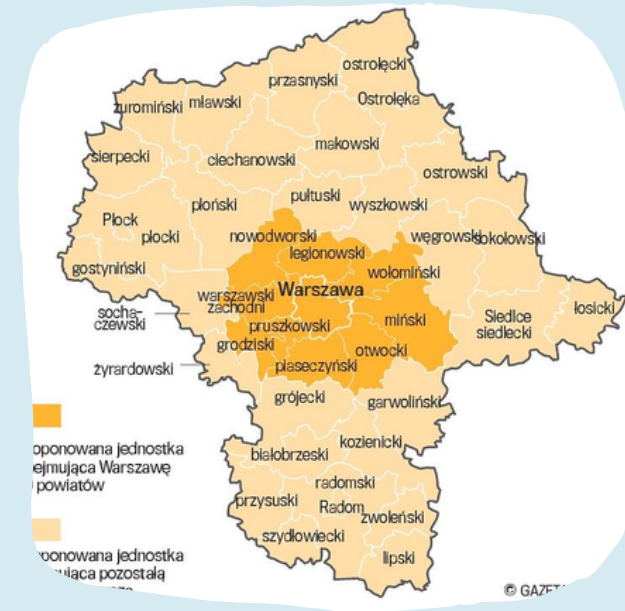 ostrołęcki
przasnyski
Ostrołęka
żuromiński
mławski
makowski
sierpecki
ciechanowski
ostrowski
płoński
pułtuski
wyszkowski
Płock
płocki
nowodworski
węgrowski
sokołowski
legionowski
gostyniński
wołomiński
warszawski
zachodni
Warszawa
łosicki
socha-
czewski
pruszkowski
miński
Siedlce
siedlecki
grodziski
otwocki
żyrardowski
piaseczyński
grójecki
garwoliński
kozienicki
białobrzeski
radomski
przysuski
Radom
zwoleński
szydłowiecki
lipski
oponowana jednostka
ejmująca Warszawę
powiatów
oponowana jednostka
ująca pozostałą
© GAZETA